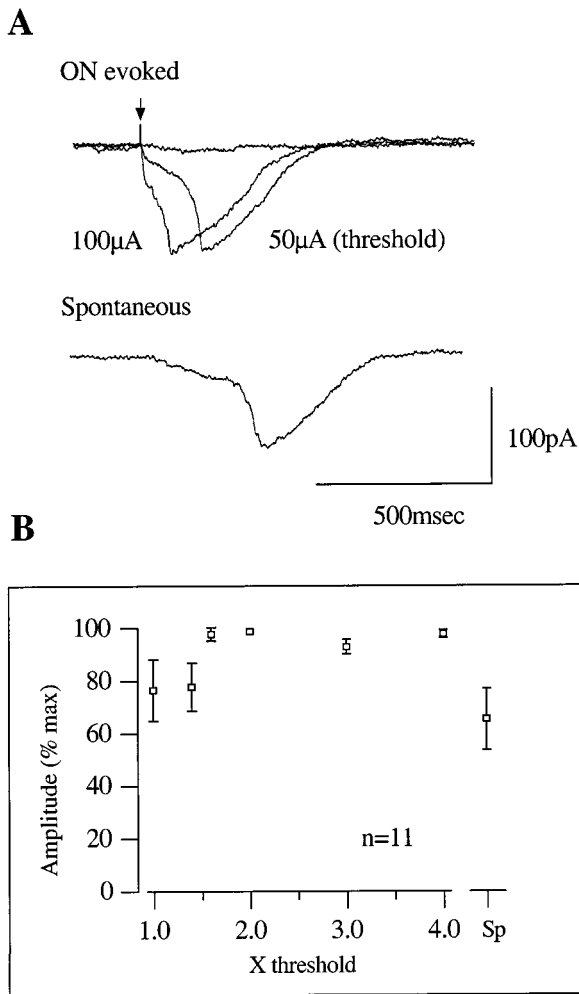 A
ON evoked
100µA
50µA (threshold)
Spontaneous
100pA
500msec
B
Amplitude (% max)
100
80
60
40
20
0
n=11
1.0 2.0 3.0 4.0 Sp
X threshold